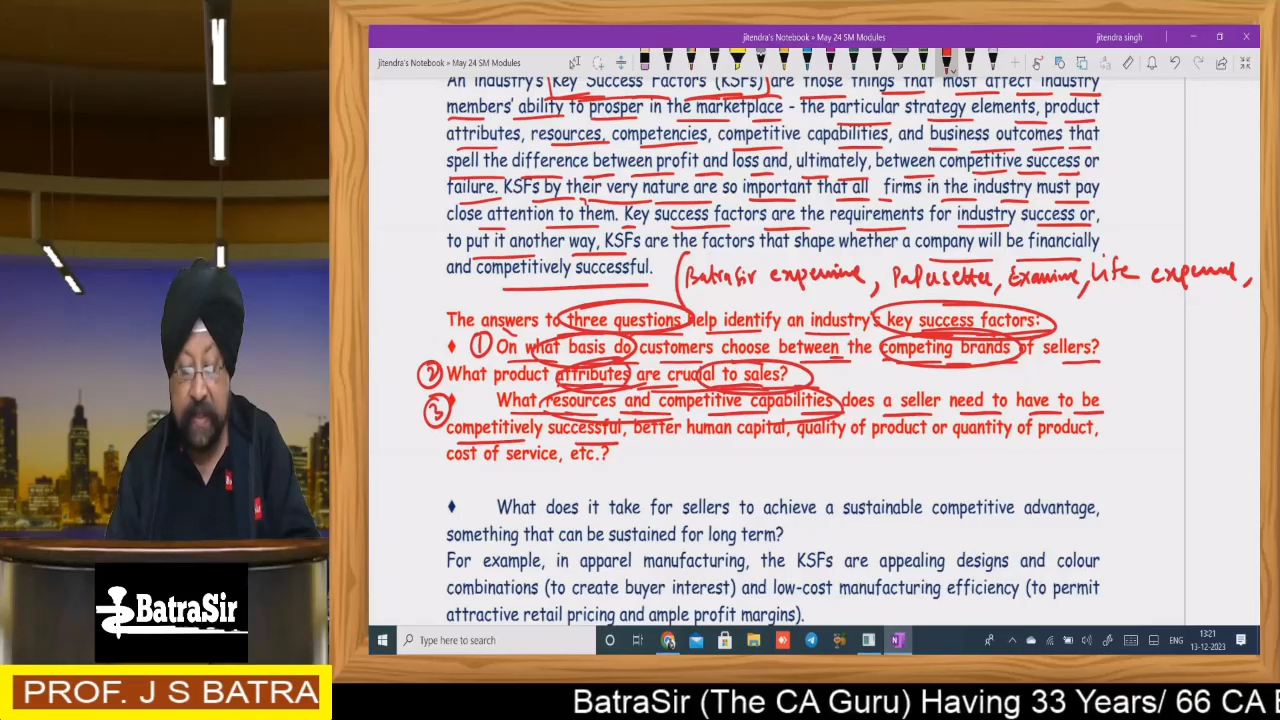 jitendra's Notebook » May 24 SM Modules
jitendra singh
jitendra's Notebook » May 24 SM Modules
An industry's Key Success Factors (KSFs) are those things that most affect industry
members' ability to prosper in the marketplace - the particular strategy elements, product
attributes, resources, competencies, competitive capabilities, and business outcomes that
spell the difference between profit and loss and, ultimately, between competitive success or
failure. KSFs by their very nature are so important that all firms in the industry must pay
close attention to them. Key success factors are the requirements for industry success or,
to put it another way, KSFs are the factors that shape whether a company will be financially
and competitively successful.
BatraSir experience, Papersetter, Examine, Life experience,
The answers to three questions help identify an industry's key success factors:
♦ ① On what basis do customers choose between the competing brands of sellers?
② What product attributes are crucial to sales?
③ ♦ What resources and competitive capabilities does a seller need to have to be
competitively successful, better human capital, quality of product or quantity of product,
cost of service, etc.?
♦ What does it take for sellers to achieve a sustainable competitive advantage,
something that can be sustained for long term?
For example, in apparel manufacturing, the KSFs are appealing designs and colour
combinations (to create buyer interest) and low-cost manufacturing efficiency (to permit
attractive retail pricing and ample profit margins).
BatraSir
Type here to search
ENG
13:21
13-12-2023
PROF. J S BATRA
BatraSir (The CA Guru) Having 33 Years/ 66 CA